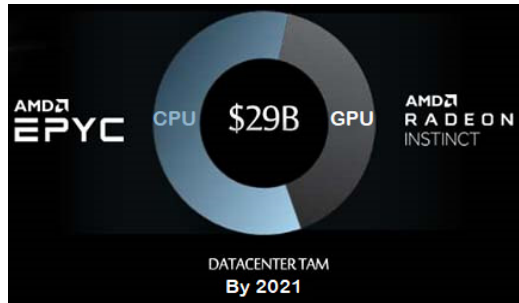 AMD
EPYC
CPU
$29B
GPU
AMD
RADEON
INSTINCT
DATACENTER TAM
By 2021